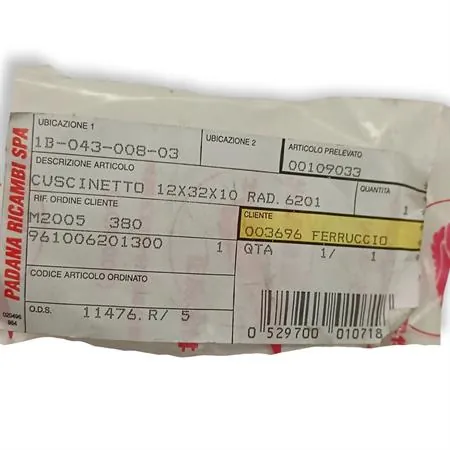 PADANA RICAMBI SPA
020496
984
UBICAZIONE 1
1B-043-008-03
UBICAZIONE 2
ARTICOLO PRELEVATO
00109033
DESCRIZIONE ARTICOLO
CUSCINETTO 12X32X10 RAD.6201
QUANTITA
1
RIF. ORDINE CLIENTE
M2005 380
CLIENTE
003696 FERRUCCIO
961006201300 1
QTA 1/ 1
CODICE ARTICOLO ORDINATO
O.D.S. 11476.R/ 5
0 529700 010718